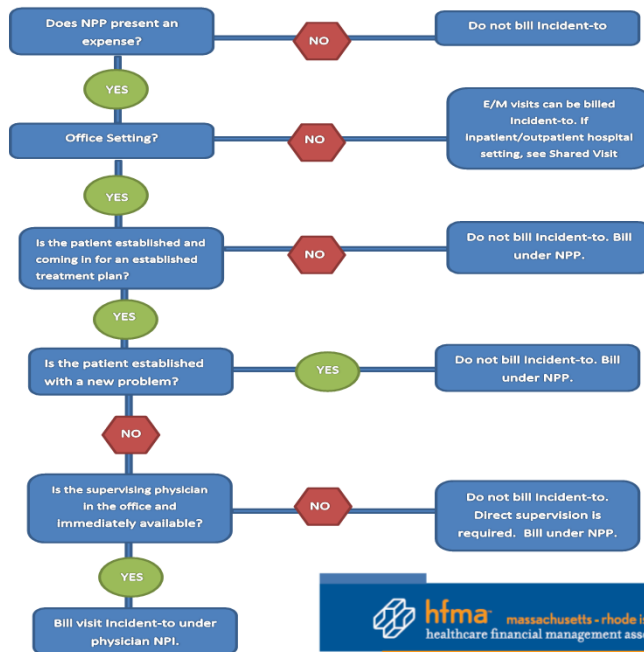 Does NPP present an
expense?
NO
Do not bill Incident-to
YES
Office Setting?
NO
E/M visits can be billed
Incident-to. If
inpatient/outpatient hospital
setting, see Shared Visit
YES
Is the patient established and
coming in for an established
treatment plan?
NO
Do not bill Incident-to. Bill
under NPP.
YES
Is the patient established
with a new problem?
YES
Do not bill Incident-to. Bill
under NPP.
NO
Is the supervising physician
in the office and
immediately available?
NO
Do not bill Incident-to.
Direct supervision is
required. Bill under NPP.
YES
Bill visit Incident-to under
physician NPI.
hfma massachusetts - rhode is
healthcare financial management asso